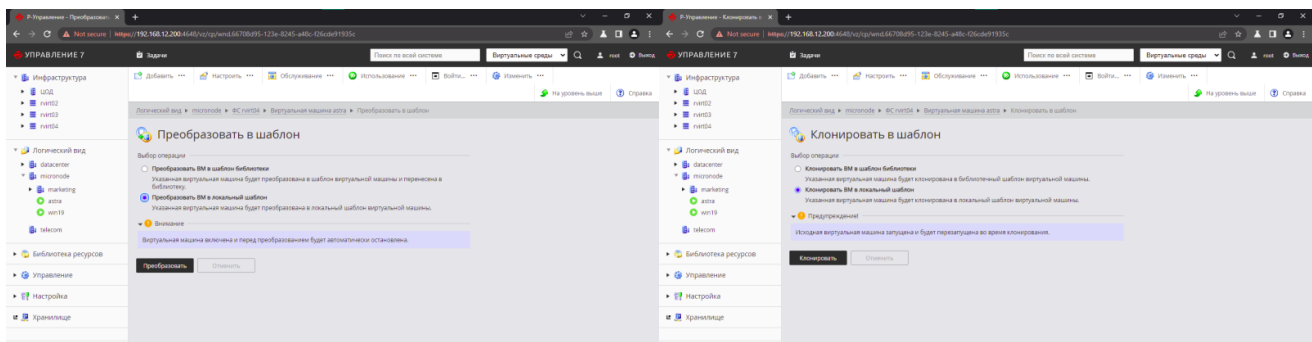 Р-Управление - Преобразовать
УПРАВЛЕНИЕ 7
Not secure | https://192.168.12.200:4648/vz/cp/wnd,66708d95-123e-8245-a48c-f26cde91935c
Задачи
Поиск по всей системе
Виртуальные среды
root
Выход
Инфраструктура
ЦОД
rvirt02
rvirt03
rvirt04
Логический вид
datacenter
micronode
marketing
astra
win19
telecom
Библиотека ресурсов
Управление
Настройка
Хранилище
Добавить ...
Настроить ...
Обслуживание ...
Использование ...
Войти... ...
Изменить ...
На уровень выше
Справка
Логический вид ▸ micronode ▸ ФС rvirt04 ▸ Виртуальная машина astra ▸ Преобразовать в шаблон
Преобразовать в шаблон
Выбор операции
Преобразовать ВМ в шаблон библиотеки
Указанная виртуальная машина будет преобразована в шаблон виртуальной машины и перенесена в
библиотеку.
Преобразовать ВМ в локальный шаблон
Указанная виртуальная машина будет преобразована в локальный шаблон виртуальной машины.
Внимание
Виртуальная машина включена и перед преобразованием будет автоматически остановлена.
Преобразовать
Отменить
Р-Управление - Клонировать в
УПРАВЛЕНИЕ 7
Not secure | https://192.168.12.200:4648/vz/cp/wnd,66708d95-123e-8245-a48c-f26cde91935c
Задачи
Поиск по всей системе
Виртуальные среды
root
Выход
Инфраструктура
ЦОД
rvirt02
rvirt03
rvirt04
Логический вид
datacenter
micronode
marketing
astra
win19
telecom
Библиотека ресурсов
Управление
Настройка
Хранилище
Добавить ...
Настроить ...
Обслуживание ...
Использование ...
Войти... ...
Изменить ...
На уровень выше
Справка
Логический вид ▸ micronode ▸ ФС rvirt04 ▸ Виртуальная машина astra ▸ Клонировать в шаблон
Клонировать в шаблон
Выбор операции
Клонировать ВМ в шаблон библиотеки
Указанная виртуальная машина будет клонирована в библиотечный шаблон виртуальной машины.
Клонировать ВМ в локальный шаблон
Указанная виртуальная машина будет клонирована в локальный шаблон виртуальной машины.
Предупреждений
Исходная виртуальная машина запущена и будет перезапущена во время клонирования.
Клонировать
Отменить